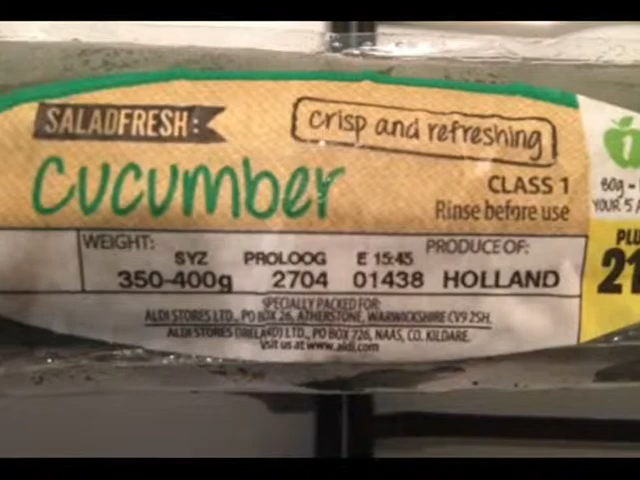 SALADFRESH:
crisp and refreshing
Cucumber
CLASS 1
Rinse before use
1
80g =
YOUR 5 A
PLU
21
WEIGHT:
SYZ PROLOOG E 15:45 PRODUCE OF:
350-400g 2704 01438 HOLLAND
SPECIALLY PACKED FOR:
ALDI STORES LTD., PO BOX 26, ATHERSTONE, WARWICKSHIRE CV9 2SH.
ALDI STORES (IRELAND) LTD., PO BOX 726, NAAS, CO. KILDARE.
Visit us at www.aldi.com